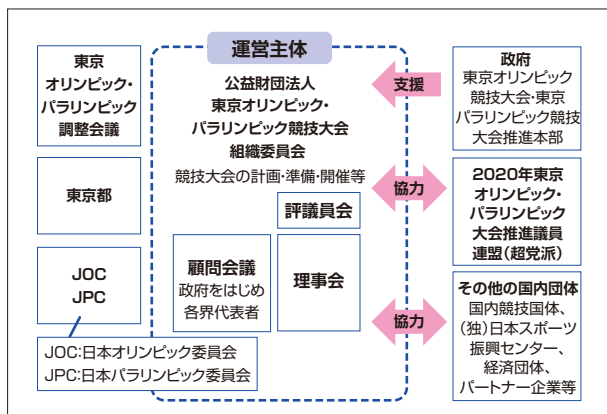 東京
オリンピック・
パラリンピック
調整会議
東京都
JOC
JPC
JOC:日本オリンピック委員会
JPC:日本パラリンピック委員会
運営主体
公益財団法人
東京オリンピック・
パラリンピック競技大会
組織委員会
競技大会の計画・準備・開催等
評議員会
顧問会議
政府をはじめ
各界代表者
理事会
支援
協力
協力
政府
東京オリンピック
競技大会・東京
パラリンピック競技
大会推進本部
2020年東京
オリンピック・
パラリンピック
大会推進議員
連盟(超党派)
その他の国内団体
国内競技国体、
(独)日本スポーツ
振興センター、
経済団体、
パートナー企業等